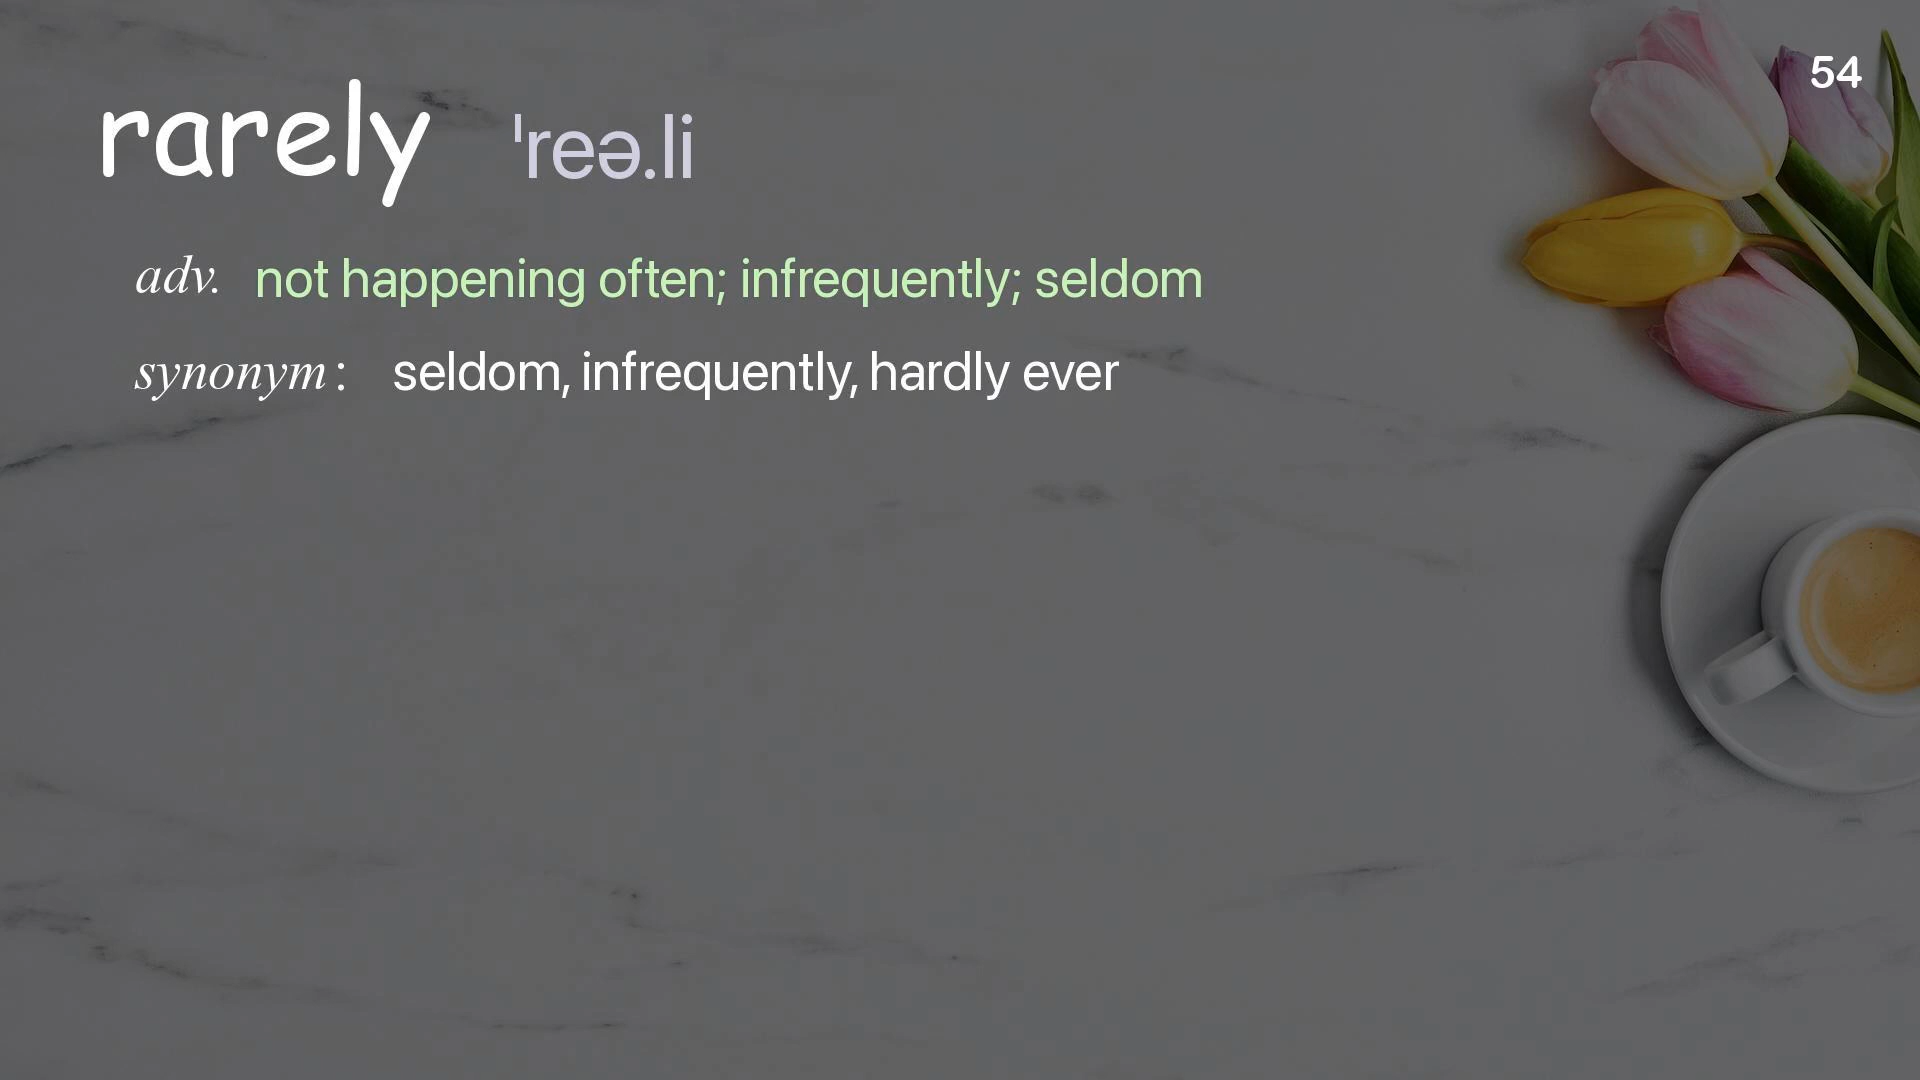 54
rarely ˈreə.li
adv. not happening often; infrequently; seldom
synonym : seldom, infrequently, hardly ever